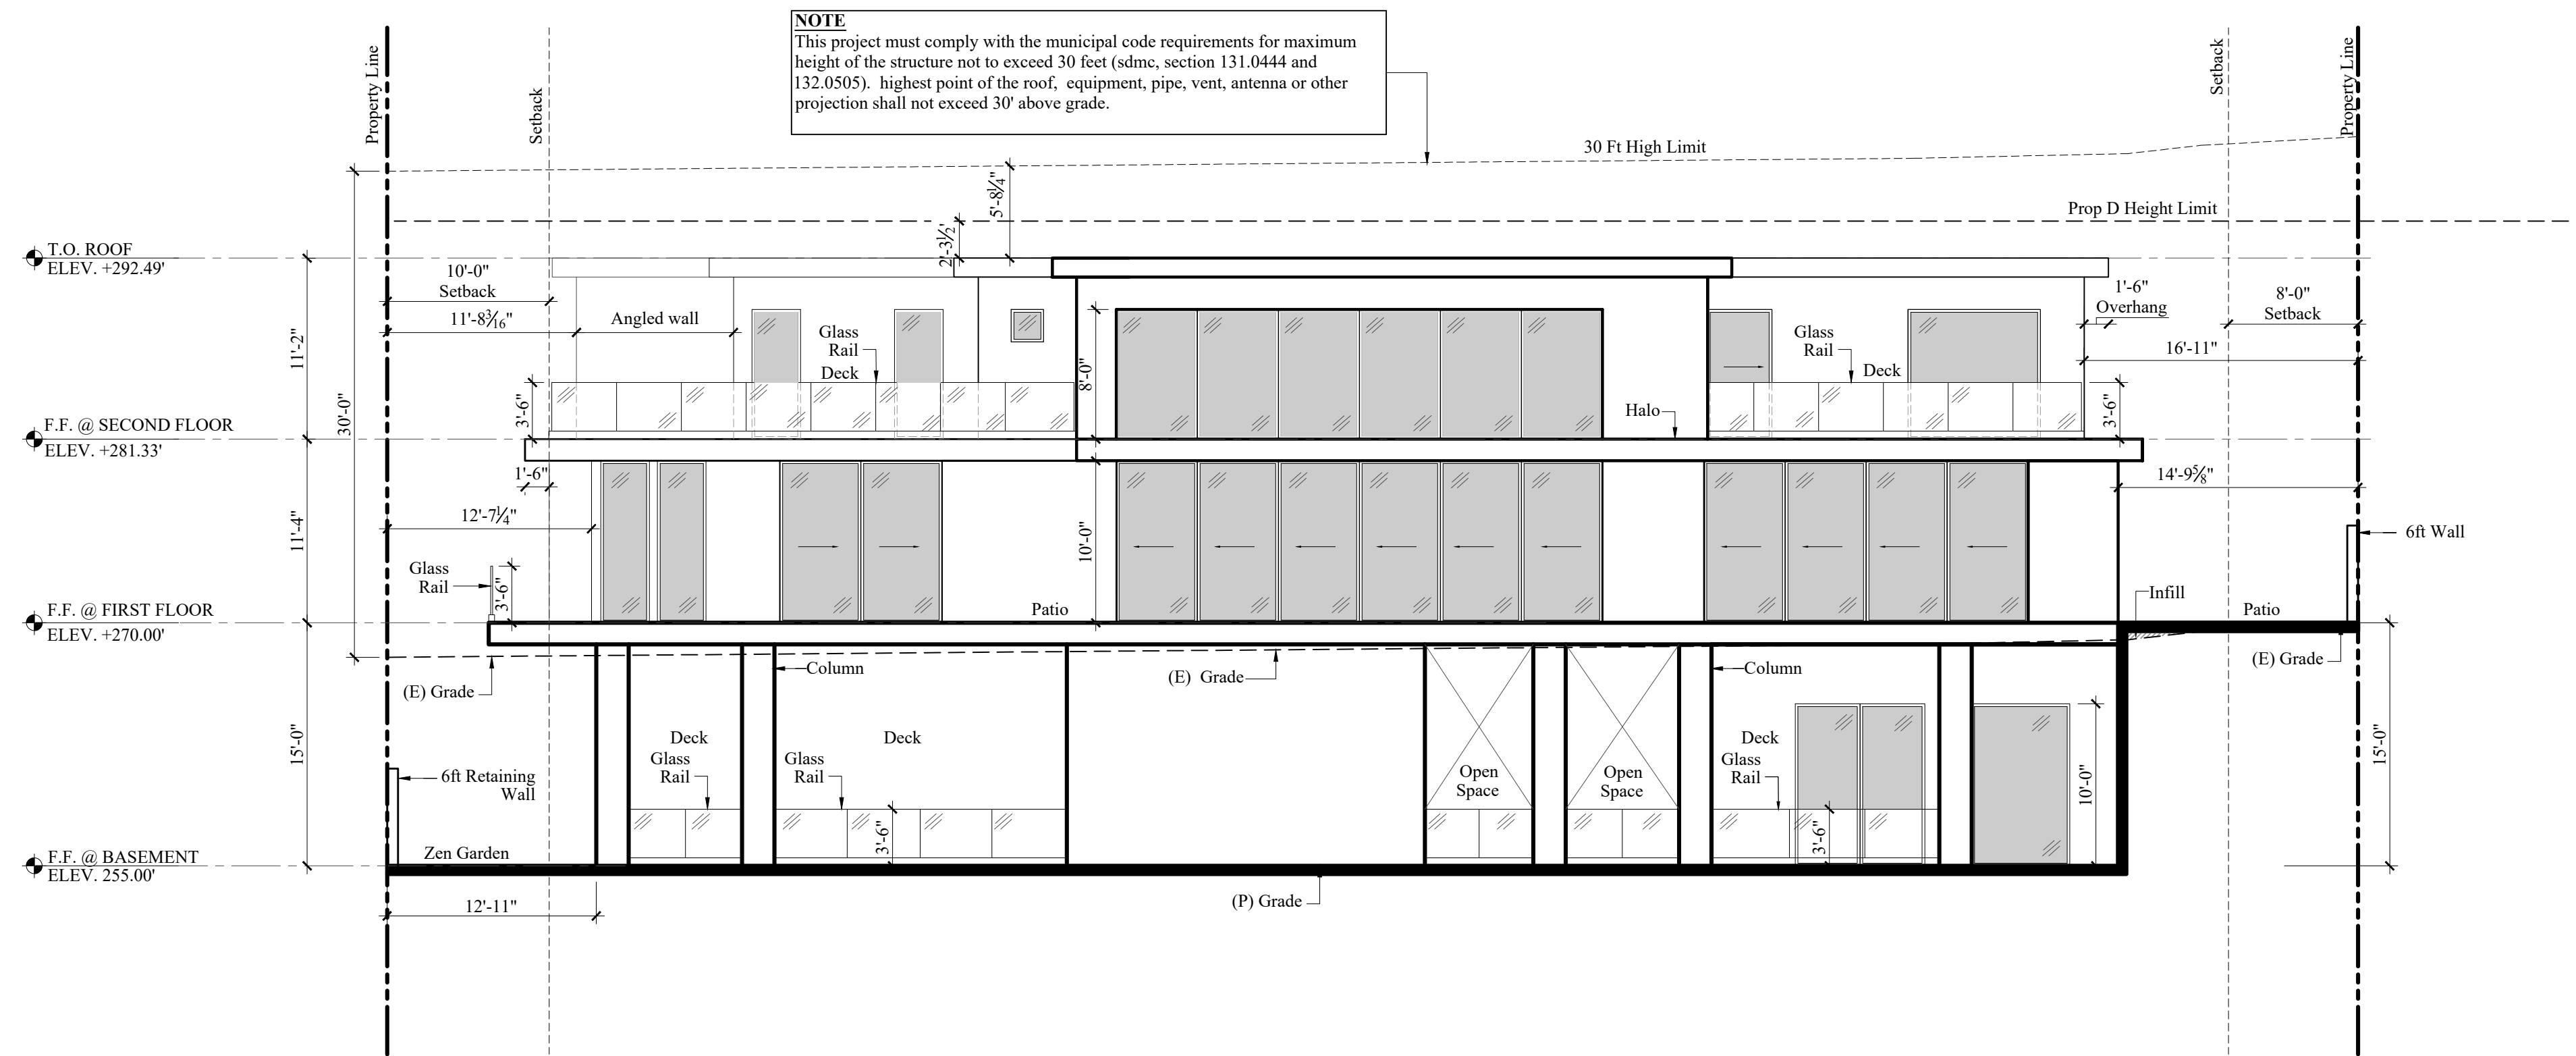 NOTE
This project must comply with the municipal code requirements for maximum
height of the structure not to exceed 30 feet (sdmc, section 131.0444 and
132.0505).  highest point of the roof,  equipment, pipe, vent, antenna or other
projection shall not exceed 30' above grade.
Property Line
Setback
Setback
Property Line
30 Ft High Limit
5'-8¼"
Prop D Height Limit
2'-3½"
T.O. ROOF
ELEV. +292.49'
10'-0"
Setback
11'-8 3⁄16"
Angled wall
Glass
Rail
Deck
Glass
Rail
Deck
1'-6"
Overhang
8'-0"
Setback
16'-11"
11'-2"
30'-0"
3'-6"
8'-0"
Halo
3'-6"
F.F. @ SECOND FLOOR
ELEV. +281.33'
1'-6"
14'-9⅝"
12'-7¼"
11'-4"
10'-0"
6ft Wall
Glass
Rail
3'-6"
Patio
Infill
Patio
F.F. @ FIRST FLOOR
ELEV. +270.00'
(E) Grade
Column
(E)  Grade
Column
(E) Grade
15'-0"
Deck
Glass
Rail
Deck
Glass
Rail
Open
Space
Open
Space
Deck
Glass
Rail
10'-0"
15'-0"
6ft Retaining
Wall
3'-6"
3'-6"
Zen Garden
F.F. @ BASEMENT
ELEV. 255.00'
(P) Grade
12'-11"